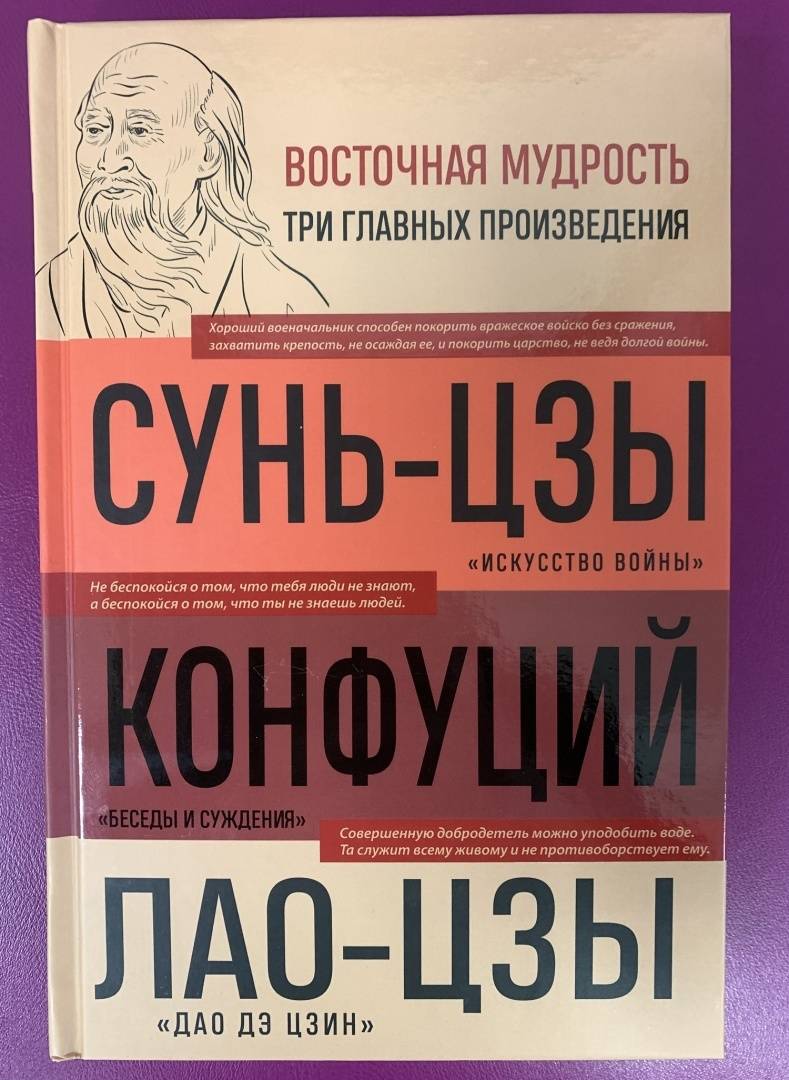 ВОСТОЧНАЯ МУДРОСТЬ
ТРИ ГЛАВНЫХ ПРОИЗВЕДЕНИЯ
Хороший военачальник способен покорить вражеское войско без сражения,
захватить крепость, не осаждая ее, и покорить царство, не ведя долгой войны.
СУНЬ-ЦЗЫ
«ИСКУССТВО ВОЙНЫ»
Не беспокойся о том, что тебя люди не знают,
а беспокойся о том, что ты не знаешь людей.
КОНФУЦИЙ
«БЕСЕДЫ И СУЖДЕНИЯ»
Совершенную добродетель можно уподобить воде.
Та служит всему живому и не противоборствует ему.
ЛАО-ЦЗЫ
«ДАО ДЭ ЦЗИН»